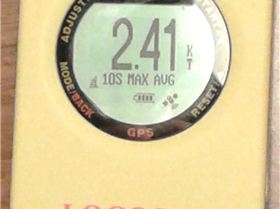 ADJUST
2.41 KT
10S MAX AVG
MODE/BACK
RESET
GPS